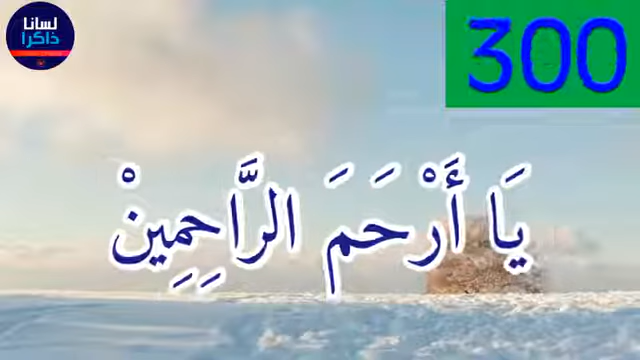 لسانا
ذاكرا
300
يَا أَرْحَمَ الرَّاحِمِينْ